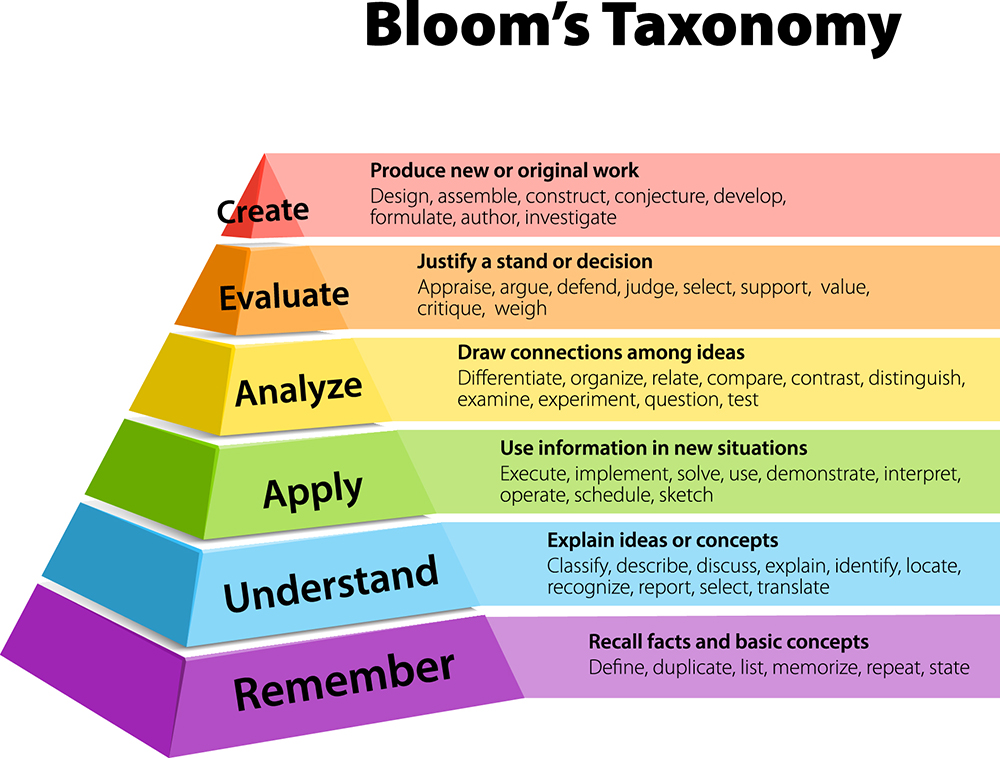 Bloom's Taxonomy
Create
Produce new or original work
Design, assemble, construct, conjecture, develop,
formulate, author, investigate
Evaluate
Justify a stand or decision
Appraise, argue, defend, judge, select, support, value,
critique, weigh
Analyze
Draw connections among ideas
Differentiate, organize, relate, compare, contrast, distinguish,
examine, experiment, question, test
Apply
Use information in new situations
Execute, implement, solve, use, demonstrate, interpret,
operate, schedule, sketch
Understand
Explain ideas or concepts
Classify, describe, discuss, explain, identify, locate,
recognize, report, select, translate
Remember
Recall facts and basic concepts
Define, duplicate, list, memorize, repeat, state